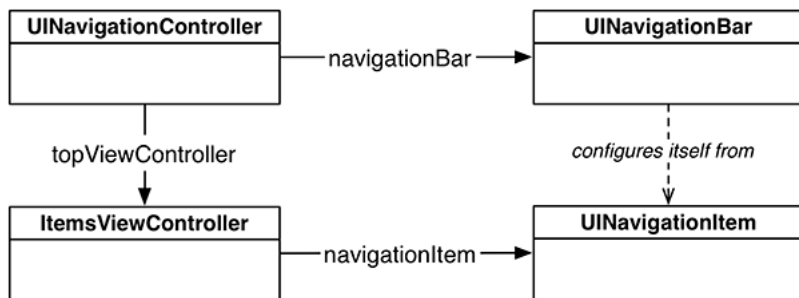 UINavigationController
UINavigationBar
navigationBar
topViewController
configures itself from
ItemsViewController
UINavigationItem
navigationItem